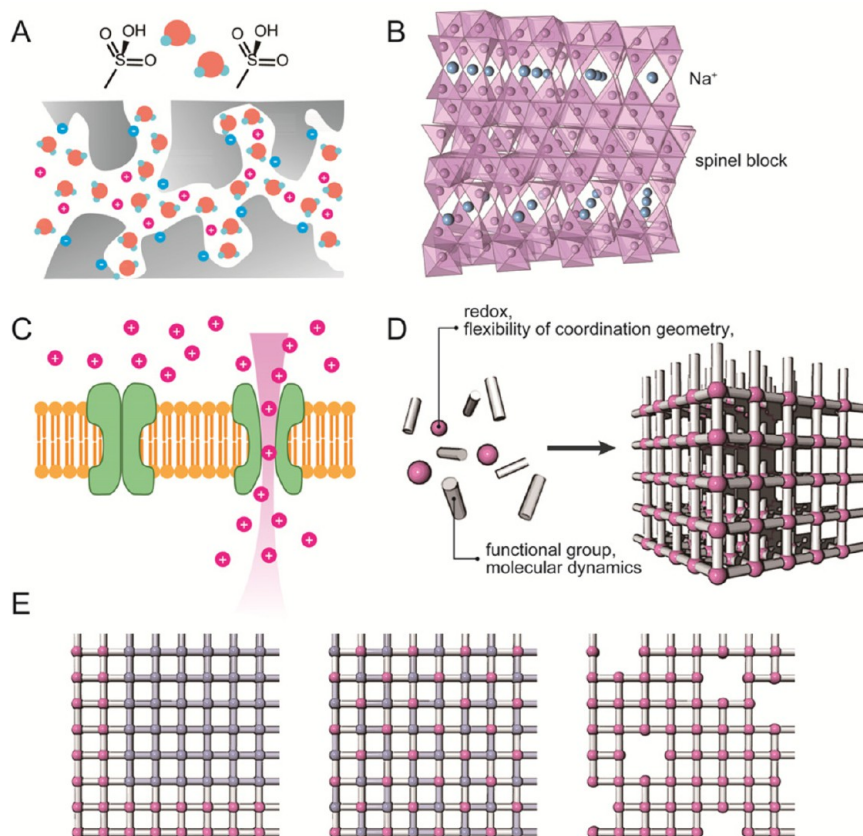 A
OH
OH
O
S
O
O
S
O
B
Na⁺
spinel block
C
D
redox,
flexibility of coordination geometry,
functional group,
molecular dynamics
E